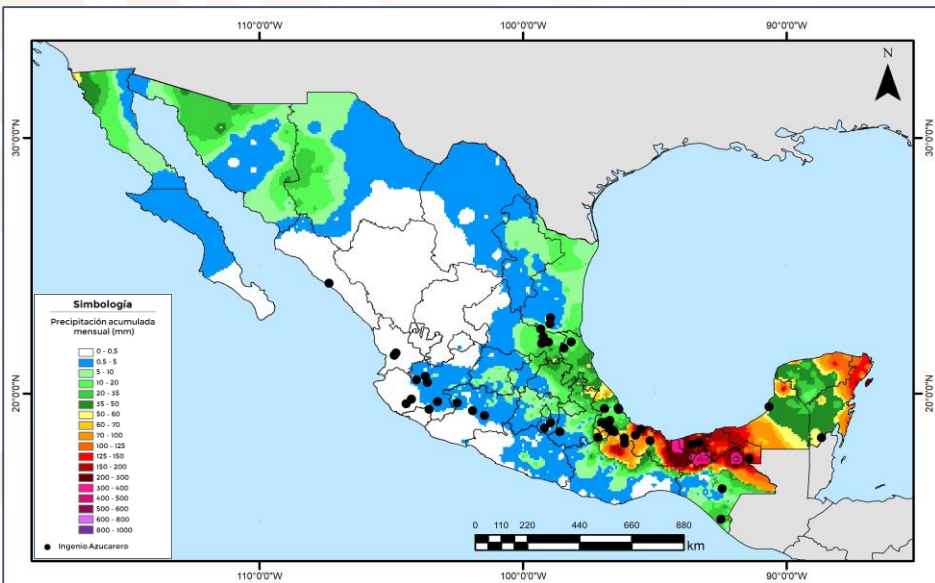 110°0'0"W
100°0'0"W
90°0'0"W
N
30°0'0"N
30°0'0"N
20°0'0"N
20°0'0"N
Simbología
Precipitación acumulada
mensual (mm)
0 - 0.5
0.5 - 5
5 - 10
10 - 20
20 - 35
35 - 50
50 - 60
60 - 70
70 - 100
100 - 125
125 - 150
150 - 200
200 - 300
300 - 400
400 - 500
500 - 600
600 - 800
800 - 1000
Ingenio Azucarero
0 110 220 440 660 880
km
110°0'0"W
100°0'0"W
90°0'0"W